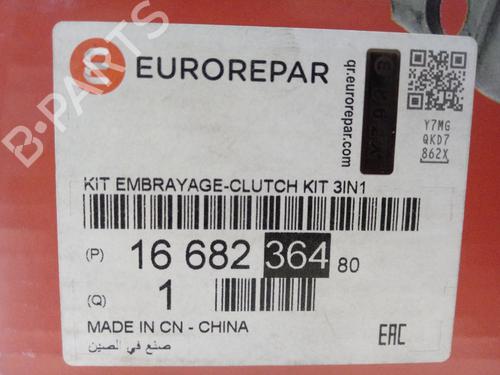 EUROREPAR
qr.eurorepar.com
Y7MG
QKD7
862X
B-PARTS
KIT EMBRAYAGE-CLUTCH KIT 3IN1
(P) 16 682 364 80
(Q) 1
MADE IN CN - CHINA
صنع في الصين
EAC